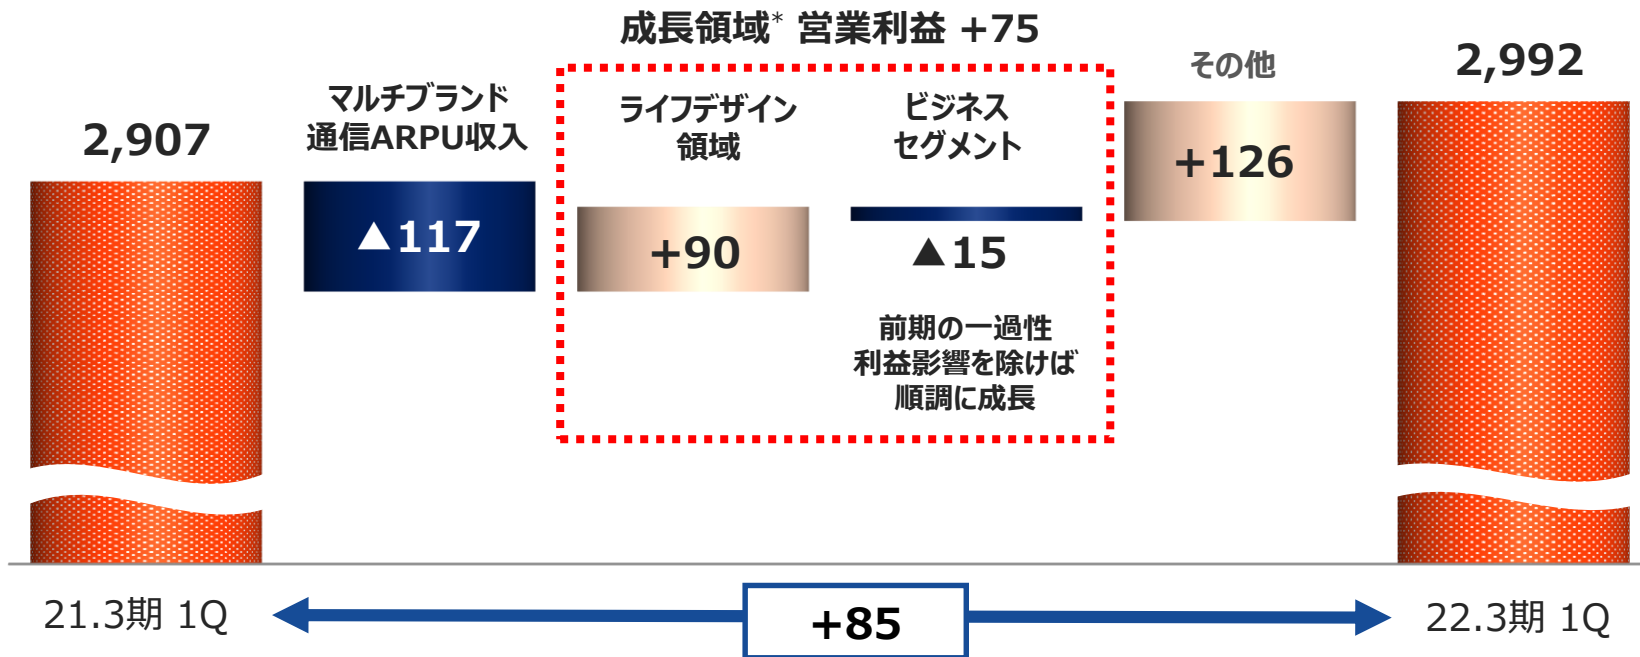 成長領域* 営業利益 +75
2,907
マルチブランド
通信ARPU収入
▲117
ライフデザイン
領域
+90
ビジネス
セグメント
▲15
前期の一過性
利益影響を除けば
順調に成長
その他
+126
2,992
21.3期 1Q
+85
22.3期 1Q